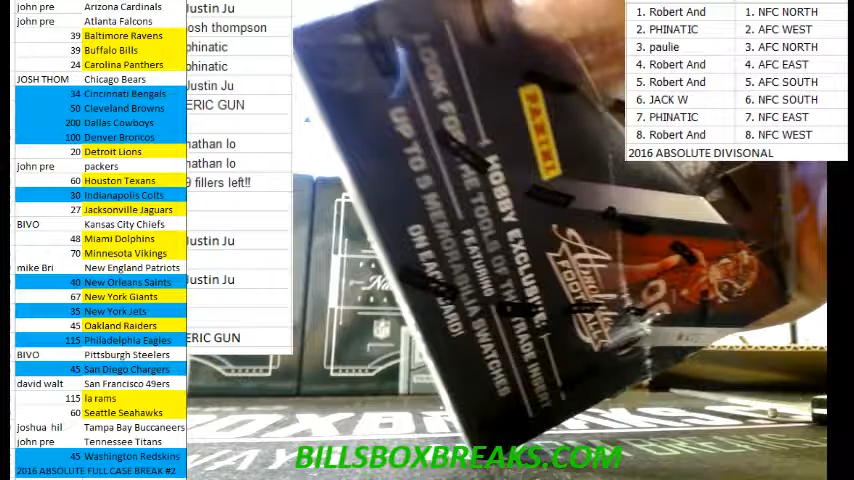 john pre Arizona Cardinals
john pre Atlanta Falcons
39 Baltimore Ravens
39 Buffalo Bills
24 Carolina Panthers
JOSH THOM Chicago Bears
34 Cincinnati Bengals
50 Cleveland Browns
200 Dallas Cowboys
100 Denver Broncos
20 Detroit Lions
john pre packers
60 Houston Texans
30 Indianapolis Colts
27 Jacksonville Jaguars
BIVO Kansas City Chiefs
48 Miami Dolphins
70 Minnesota Vikings
mike Bri New England Patriots
40 New Orleans Saints
67 New York Giants
35 New York Jets
45 Oakland Raiders
115 Philadelphia Eagles
BIVO Pittsburgh Steelers
45 San Diego Chargers
david walt San Francisco 49ers
115 la rams
60 Seattle Seahawks
joshua hil Tampa Bay Buccaneers
john pre Tennessee Titans
45 Washington Redskins
2016 ABSOLUTE FULL CASE BREAK #2
Justin Ju
osh thompson
phinatic
phinatic
Justin Ju
ERIC GUN
nathan lo
nathan lo
9 fillers left!!
Justin Ju
Justin Ju
ERIC GUN
PANINI
HOBBY EXCLUSIVE:
LOOK FOR THE TOOLS OF THE TRADE
FEATURING
UP TO 9 MEMORABILIA SWATCHES
ON EACH CARD!
Absolute
FOOTBALL
1. Robert And 1. NFC NORTH
2. PHINATIC 2. AFC WEST
3. paulie 3. AFC NORTH
4. Robert And 4. AFC EAST
5. Robert And 5. AFC SOUTH
6. JACK W 6. NFC SOUTH
7. PHINATIC 7. NFC EAST
8. Robert And 8. NFC WEST
2016 ABSOLUTE DIVISONAL
BILLSBOXBREAKS.COM